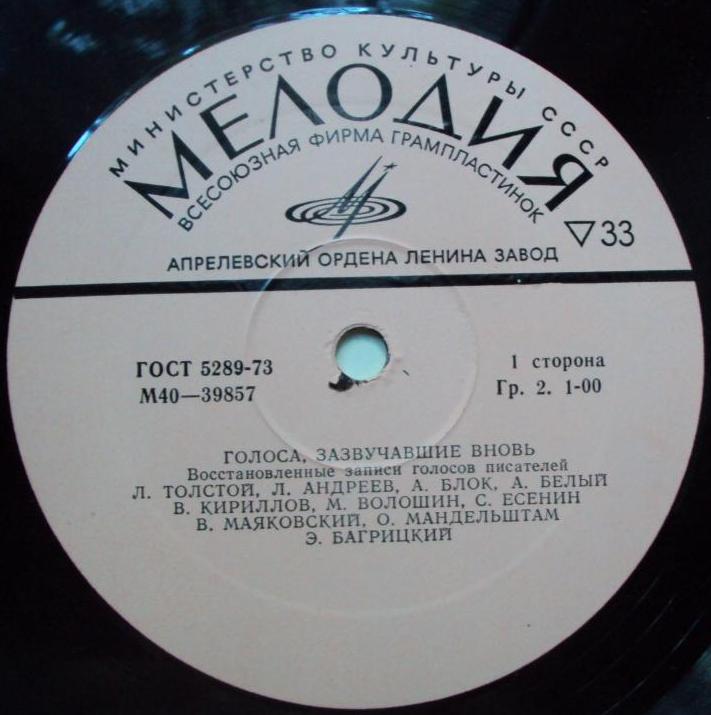 МИНИСТЕРСТВО КУЛЬТУРЫ СССР
МЕЛОДИЯ
ВСЕСОЮЗНАЯ ФИРМА ГРАМПЛАСТИНОК
▽33
АПРЕЛЕВСКИЙ ОРДЕНА ЛЕНИНА ЗАВОД
ГОСТ 5289-73
М40—39857
1 сторона
Гр. 2. 1-00
ГОЛОСА, ЗАЗВУЧАВШИЕ ВНОВЬ
Восстановленные записи голосов писателей
Л. ТОЛСТОЙ, Л. АНДРЕЕВ, А. БЛОК, А. БЕЛЫЙ
В. КИРИЛЛОВ, М. ВОЛОШИН, С. ЕСЕНИН
В. МАЯКОВСКИЙ, О. МАНДЕЛЬШТАМ
Э. БАГРИЦКИЙ